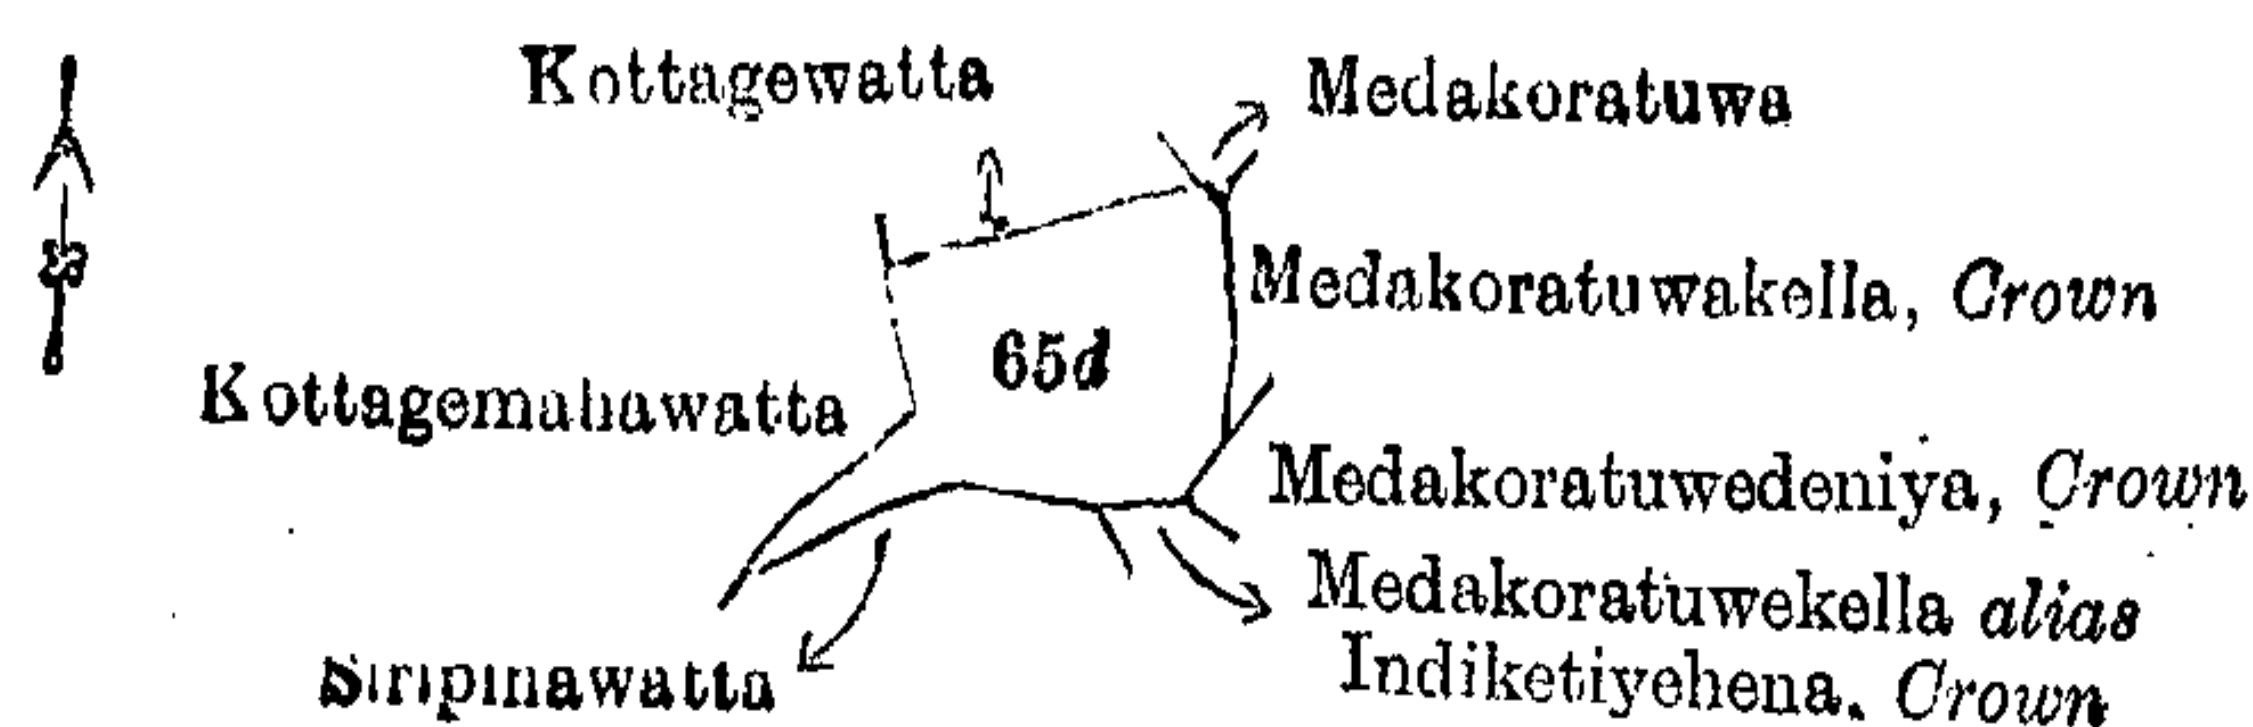 Kottagewatta
Medakoratuwa
Medakoratuwakella, Crown
65d
Kottagemahawatta
Medakoratuwedeniya, Crown
Medakoratuwekella alias
Indiketiyehena, Crown
Siripinawatta